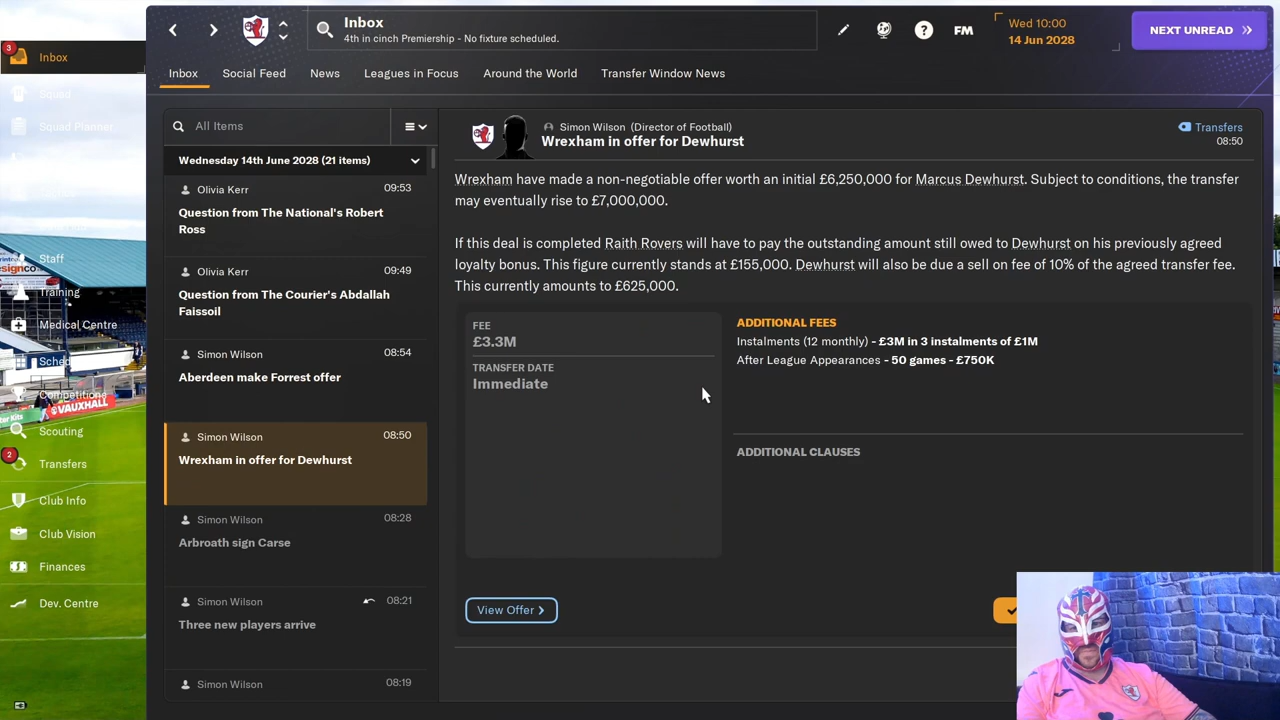 Inbox
4th in cinch Premiership - No fixture scheduled.
FM
Wed 10:00
14 Jun 2028
NEXT UNREAD
3
Inbox
Squad
Squad Planner
Staff
Training
Medical Centre
Sched
Competitions
Scouting
2
Transfers
Club Info
Club Vision
Finances
Dev. Centre
VAUXHALL
Inbox
Social Feed
News
Leagues in Focus
Around the World
Transfer Window News
All Items
Wednesday 14th June 2028 (21 items)
Olivia Kerr
09:53
Question from The National's Robert
Ross
Olivia Kerr
09:49
Question from The Courier's Abdallah
Faissoil
Simon Wilson
08:54
Aberdeen make Forrest offer
Simon Wilson
08:50
Wrexham in offer for Dewhurst
Simon Wilson
08:28
Arbroath sign Carse
Simon Wilson
08:21
Three new players arrive
Simon Wilson
08:19
Simon Wilson (Director of Football)
Wrexham in offer for Dewhurst
Transfers
08:50
Wrexham have made a non-negotiable offer worth an initial £6,250,000 for Marcus Dewhurst. Subject to conditions, the transfer
may eventually rise to £7,000,000.
If this deal is completed Raith Rovers will have to pay the outstanding amount still owed to Dewhurst on his previously agreed
loyalty bonus. This figure currently stands at £155,000. Dewhurst will also be due a sell on fee of 10% of the agreed transfer fee.
This currently amounts to £625,000.
FEE
£3.3M
TRANSFER DATE
Immediate
ADDITIONAL FEES
Instalments (12 monthly) - £3M in 3 instalments of £1M
After League Appearances - 50 games - £750K
ADDITIONAL CLAUSES
View Offer